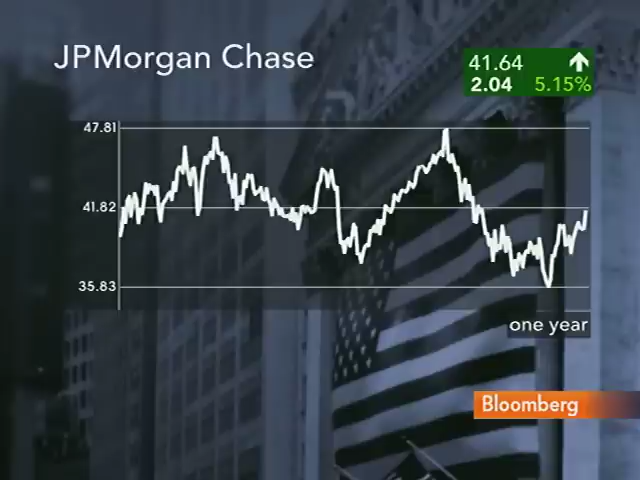 JPMorgan Chase
41.64
2.04 5.15%
47.81
41.82
35.83
one year
Bloomberg